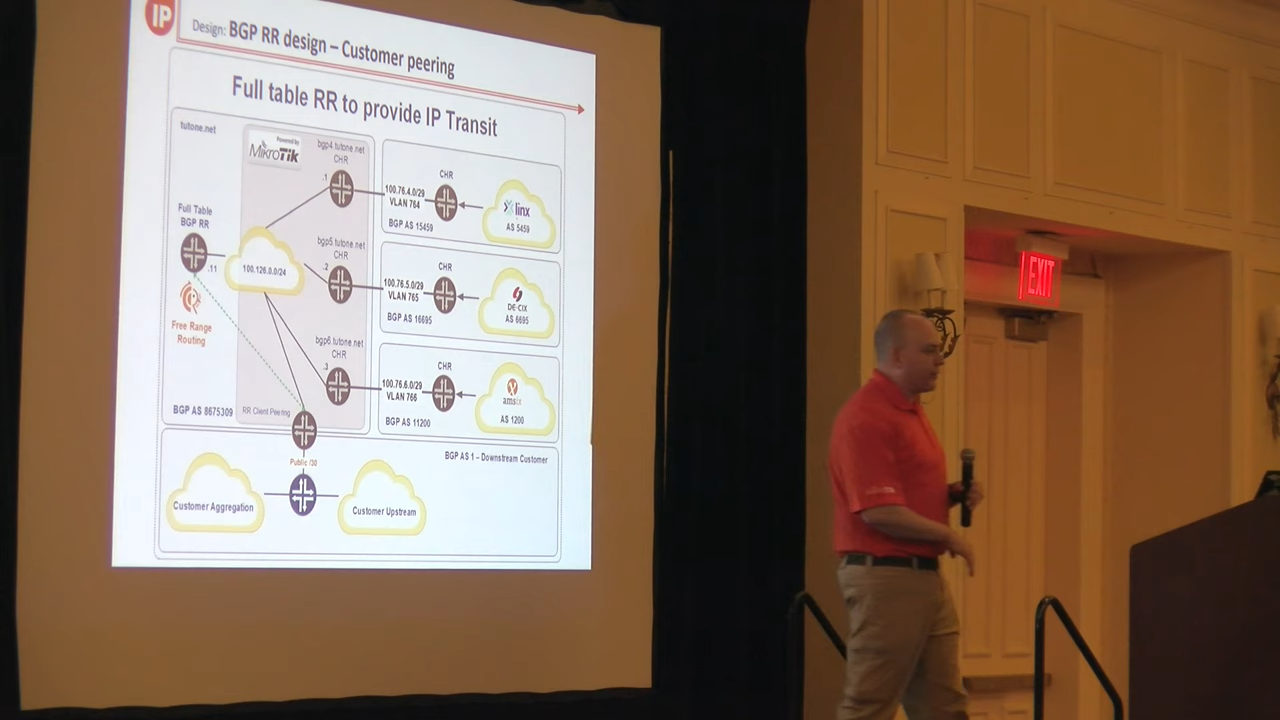 IP
Design: BGP RR design – Customer peering
Full table RR to provide IP Transit
tutone.net
Powered by
MikroTik
bgp4.tutone.net
CHR
.1
100.76.4.0/29
VLAN 764
BGP AS 15459
CHR
linx
AS 5459
Full Table
BGP RR
.11
100.126.0.0/24
bgp5.tutone.net
CHR
.2
100.76.5.0/29
VLAN 765
BGP AS 16695
CHR
DE-CIX
AS 6695
Free Range
Routing
bgp6.tutone.net
CHR
.3
100.76.6.0/29
VLAN 766
BGP AS 11200
CHR
amsix
AS 1200
BGP AS 8675309
RR Client Peering
Public /30
BGP AS 1 – Downstream Customer
Customer Aggregation
Customer Upstream
EXIT